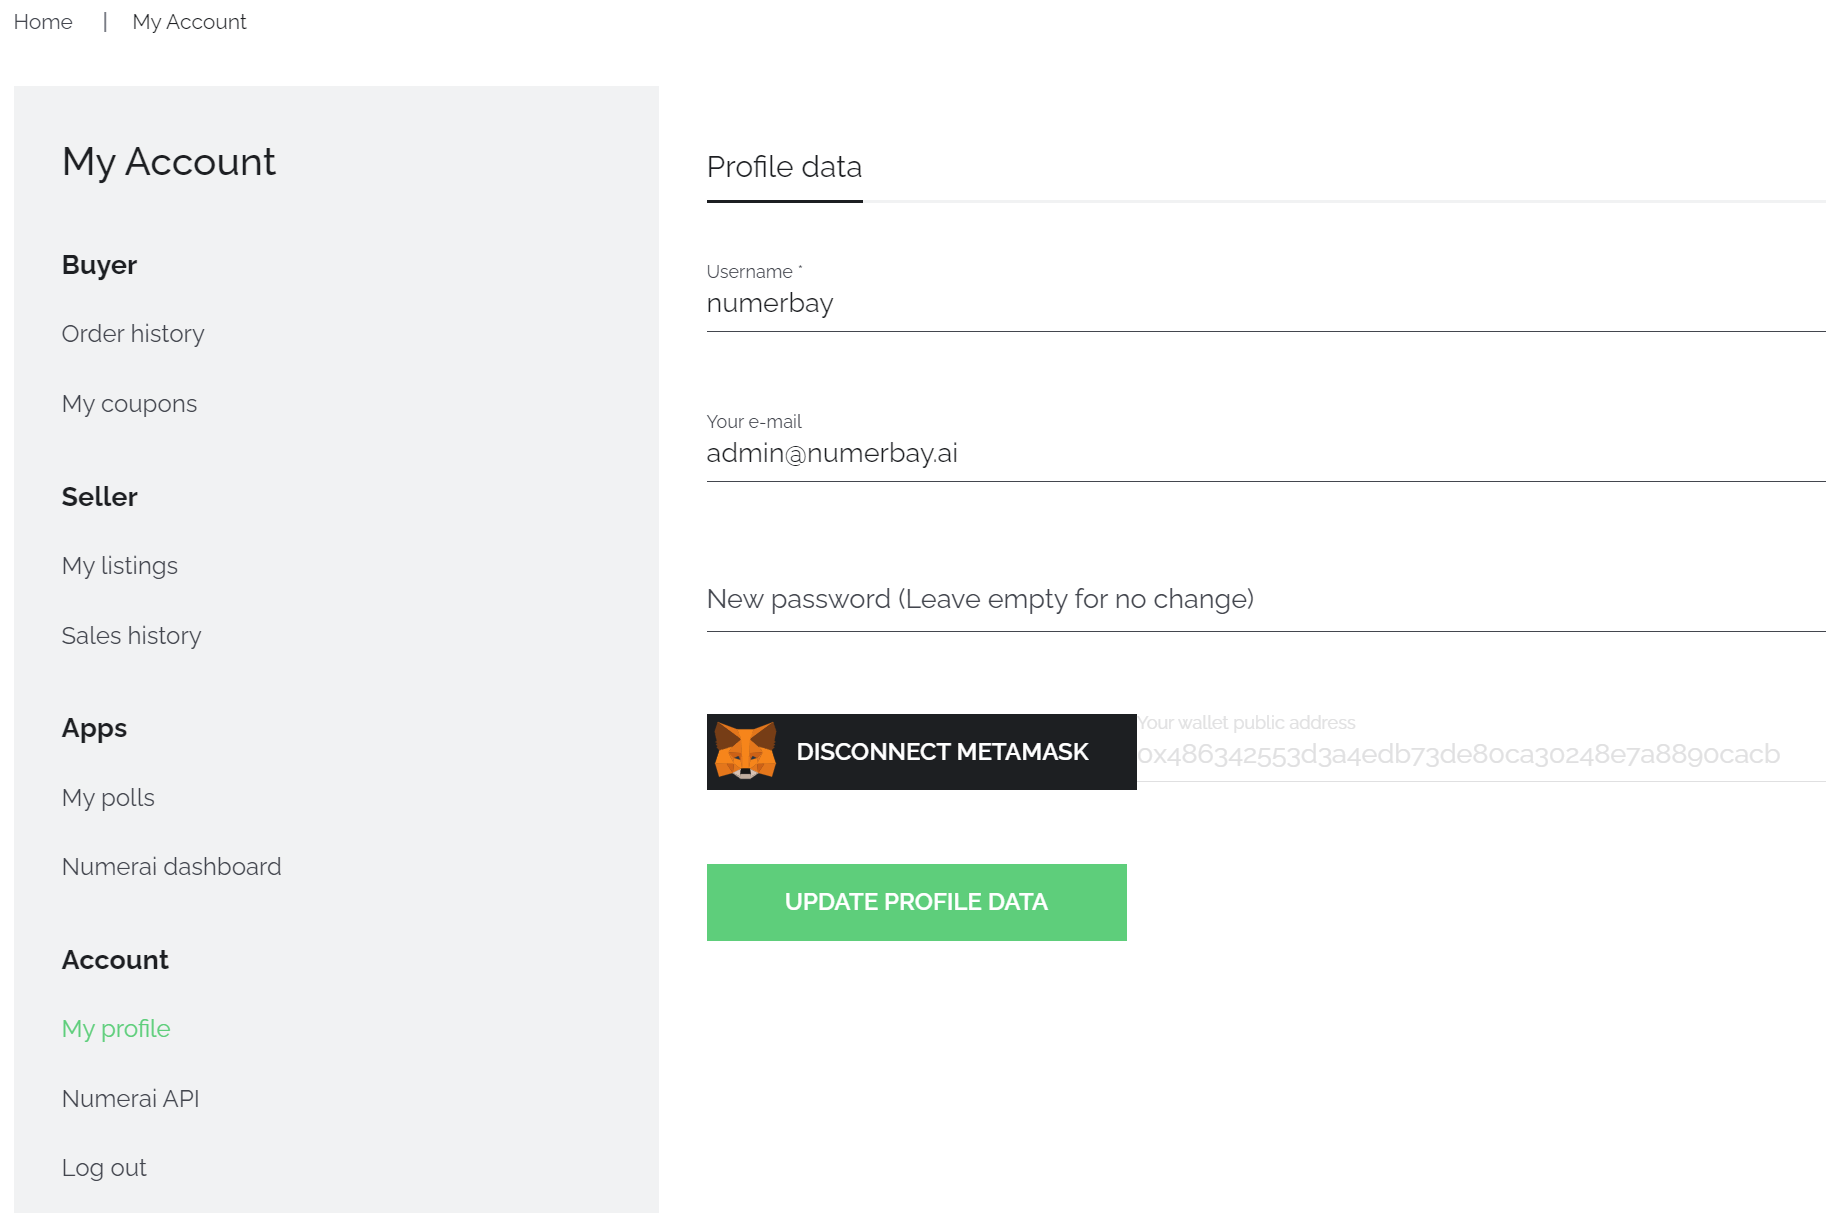 Home | My Account
My Account
Buyer
Order history
My coupons
Seller
My listings
Sales history
Apps
My polls
Numerai dashboard
Account
My profile
Numerai API
Log out
Profile data
Username *
numerbay
Your e-mail
admin@numerbay.ai
New password (Leave empty for no change)
DISCONNECT METAMASK
Your wallet public address
0x486342553d3a4edb73de80ca30248e7a8890cacb
UPDATE PROFILE DATA